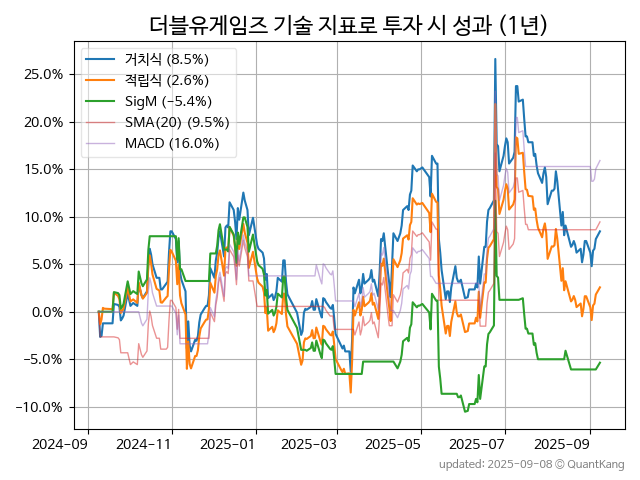 더블유게임즈 기술 지표로 투자 시 성과 (1년)
거치식 (8.5%)
적립식 (2.6%)
SigM (−5.4%)
SMA(20) (9.5%)
MACD (16.0%)
25.0%
20.0%
15.0%
10.0%
5.0%
0.0%
−5.0%
−10.0%
2024-09 2024-11 2025-01 2025-03 2025-05 2025-07 2025-09
updated: 2025-09-08 © QuantKang